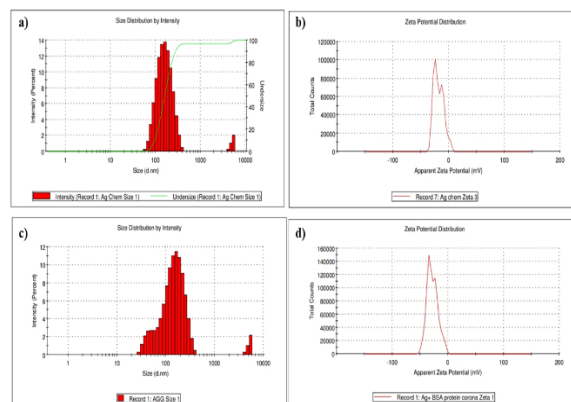 a)
Size Distribution by Intensity
14
12
10
8
6
4
2
0
Intensity (Percent)
100
80
60
40
20
0
Undersize
1
10
100
1000
10000
Size (d.nm)
Intensity (Record 1: Ag Chem Size 1)
Undersize (Record 1: Ag Chem Size 1)
b)
Zeta Potential Distribution
120000
100000
80000
60000
40000
20000
0
Total Counts
-100
0
100
Apparent Zeta Potential (mV)
Record 7: Ag chem Zeta 3
c)
Size Distribution by Intensity
12
10
8
6
4
2
0
Intensity (Percent)
1
10
100
1000
10000
Size (d.nm)
Record 1: AGG Size 1
d)
Zeta Potential Distribution
160000
140000
120000
100000
80000
60000
40000
20000
0
Total Counts
-100
0
100
Apparent Zeta Potential (mV)
Record 1: Ag+ BSA protein corona Zeta 1